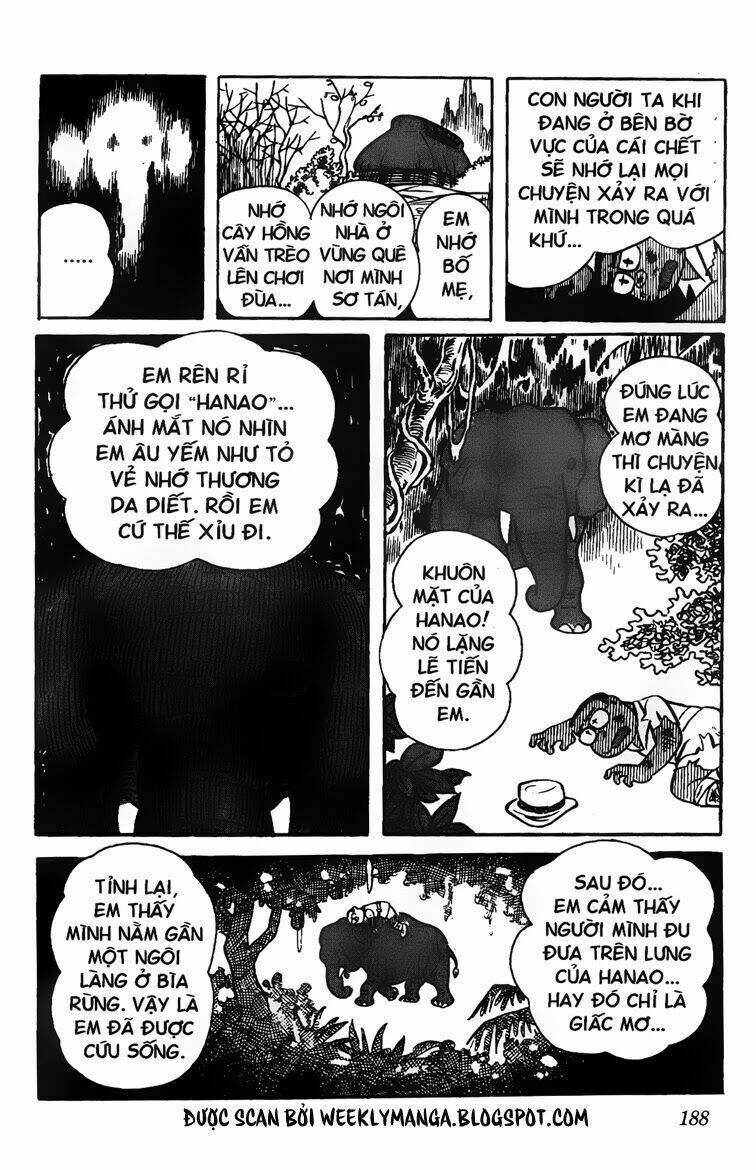 CON NGƯỜI TA KHI
ĐANG Ở BÊN BỜ
VỰC CỦA CÁI CHẾT
SẼ NHỚ LẠI MỌI
CHUYỆN XẢY RA VỚI
MÌNH TRONG QUÁ
KHỨ...
EM
NHỚ
BỐ
MẸ,
NHỚ NGÔI
NHÀ Ở
VÙNG QUÊ
NƠI MÌNH
SƠ TÁN,
NHỚ
CÂY HỒNG
VẪN TRÈO
LÊN CHƠI
ĐÙA...
.....
ĐÚNG LÚC
EM ĐANG
MƠ MÀNG
THÌ CHUYỆN
KÌ LẠ ĐÃ
XẢY RA...
KHUÔN
MẶT CỦA
HANAO!
NÓ LẶNG
LẼ TIẾN
ĐẾN GẦN
EM.
EM RÊN RỈ
THỬ GỌI "HANAO"...
ÁNH MẮT NÓ NHÌN
EM ÂU YẾM NHƯ TỎ
VẺ NHỚ THƯƠNG
DA DIẾT. RỒI EM
CỨ THẾ XỈU ĐI.
SAU ĐÓ...
EM CẢM THẤY
NGƯỜI MÌNH ĐU
ĐƯA TRÊN LƯNG
CỦA HANAO...
HAY ĐÓ CHỈ LÀ
GIẤC MƠ...
TỈNH LẠI,
EM THẤY
MÌNH NẰM GẦN
MỘT NGÔI
LÀNG Ở BÌA
RỪNG. VẬY LÀ
EM ĐÃ ĐƯỢC
CỨU SỐNG.
ĐƯỢC SCAN BỞI WEEKLYMANGA.BLOGSPOT.COM
188